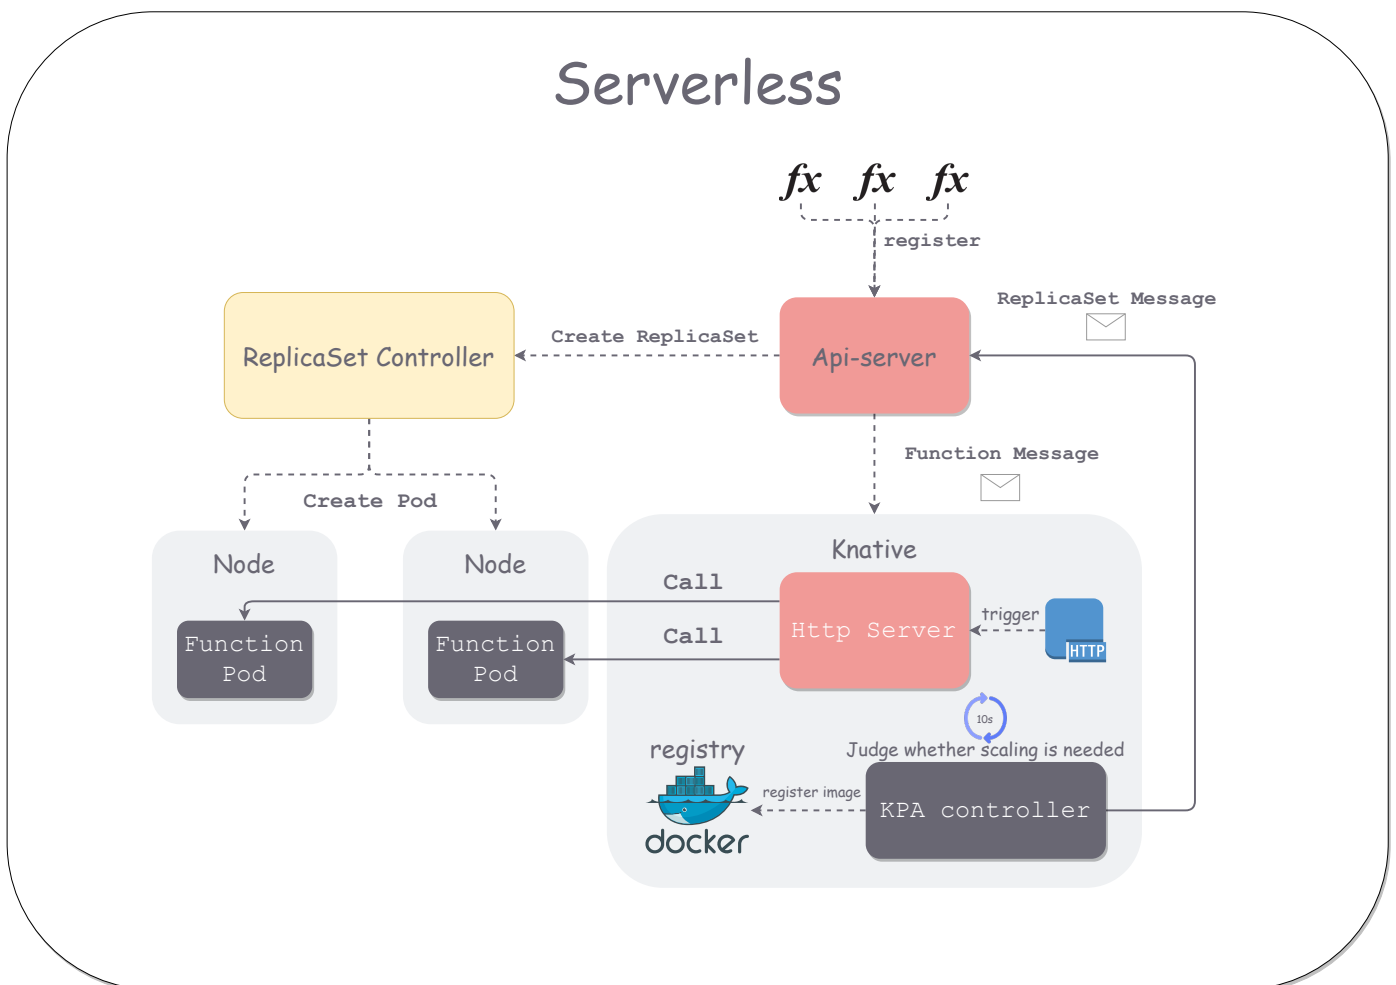 Serverless
fx fx fx
register
ReplicaSet Message
Create ReplicaSet
ReplicaSet Controller
Api-server
Function Message
Create Pod
Node
Node
Knative
Call
Function
Pod
Function
Pod
Call
Http Server
trigger
HTTP
10s
Judge whether scaling is needed
registry
register image
KPA controller
docker